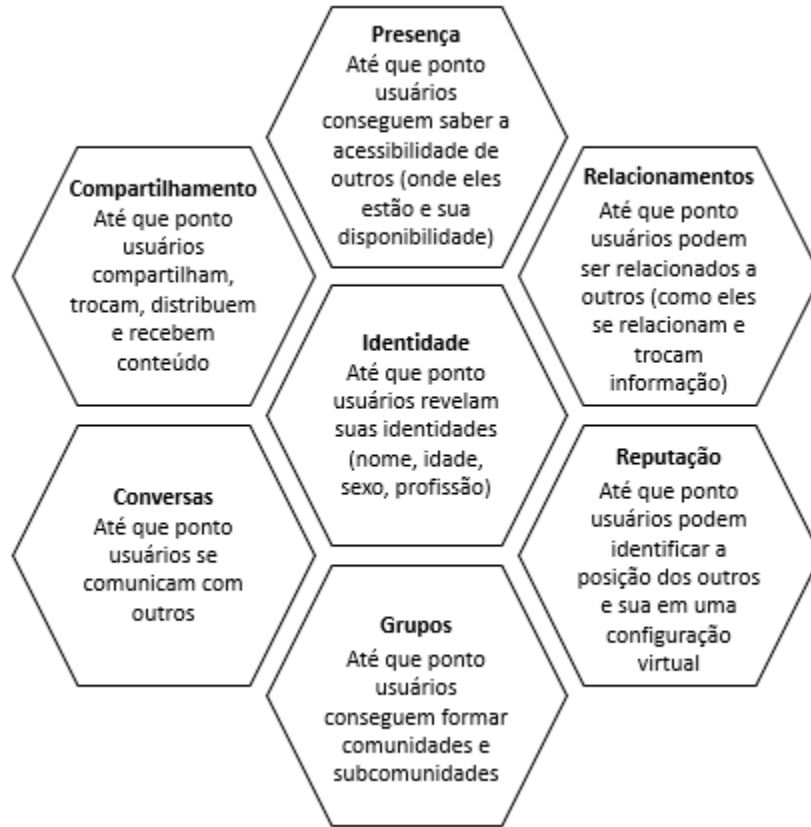 Presença
Até que ponto
usuários
conseguem saber a
acessibilidade de
outros (onde eles
estão e sua
disponibilidade)
Compartilhamento
Até que ponto
usuários
compartilham,
trocam, distribuem
e recebem
conteúdo
Relacionamentos
Até que ponto
usuários podem
ser relacionados a
outros (como eles
se relacionam e
trocam
informação)
Identidade
Até que ponto
usuários revelam
suas identidades
(nome, idade,
sexo, profissão)
Conversas
Até que ponto
usuários se
comunicam com
outros
Reputação
Até que ponto
usuários podem
identificar a
posição dos outros
e sua em uma
configuração
virtual
Grupos
Até que ponto
usuários
conseguem formar
comunidades e
subcomunidades